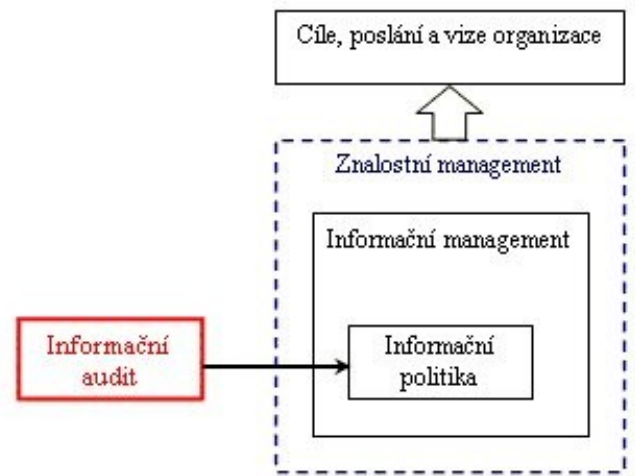 Cíle, poslání a vize organizace
Znalostní management
Informační management
Informační
audit
Informační
politika